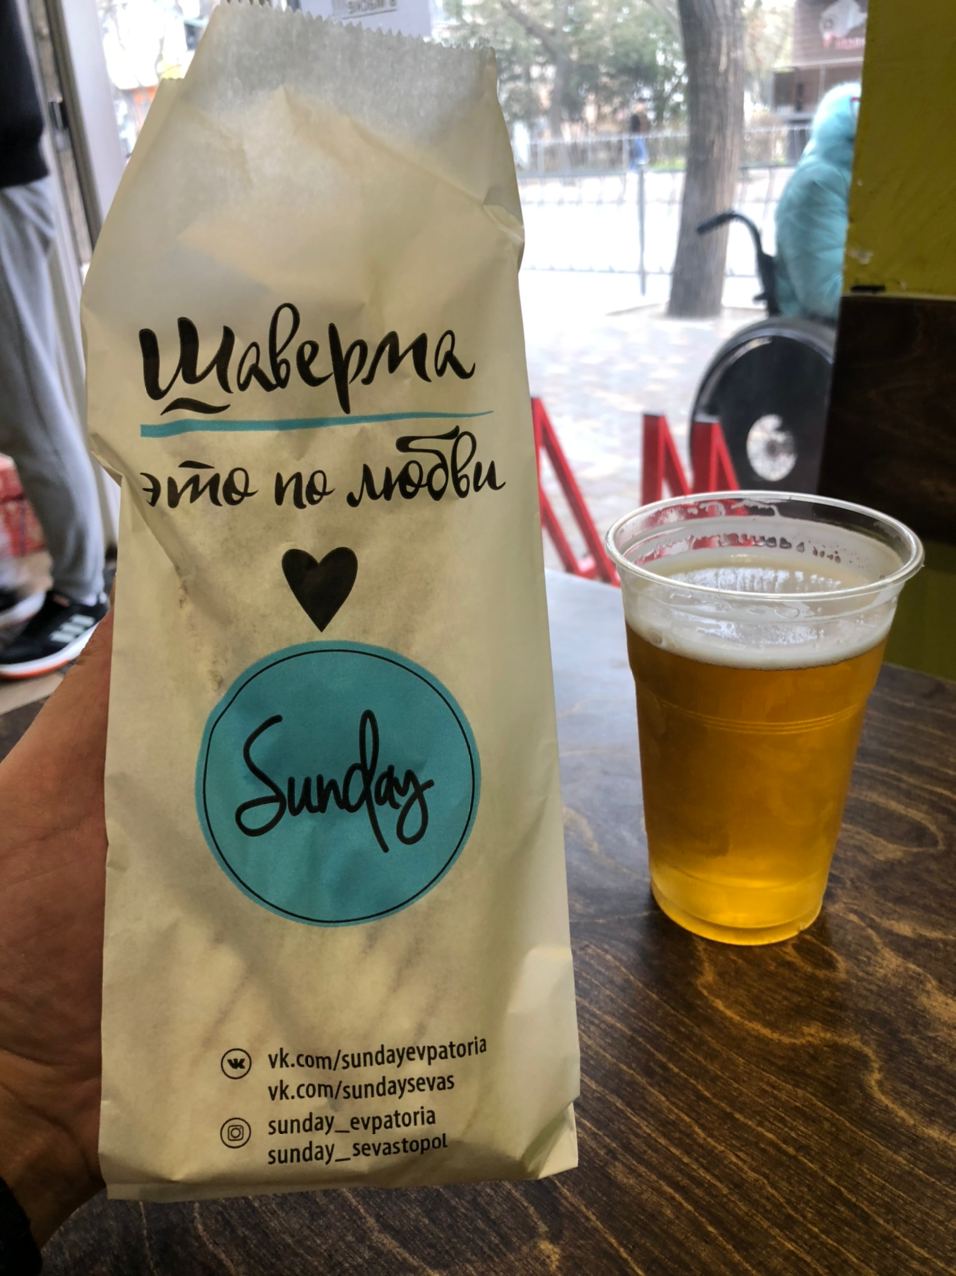 Шаверма
это по любви
Sunday
vk.com/sundayevpatoria
vk.com/sundaysevas
sunday_evpatoria
sunday_sevastopol